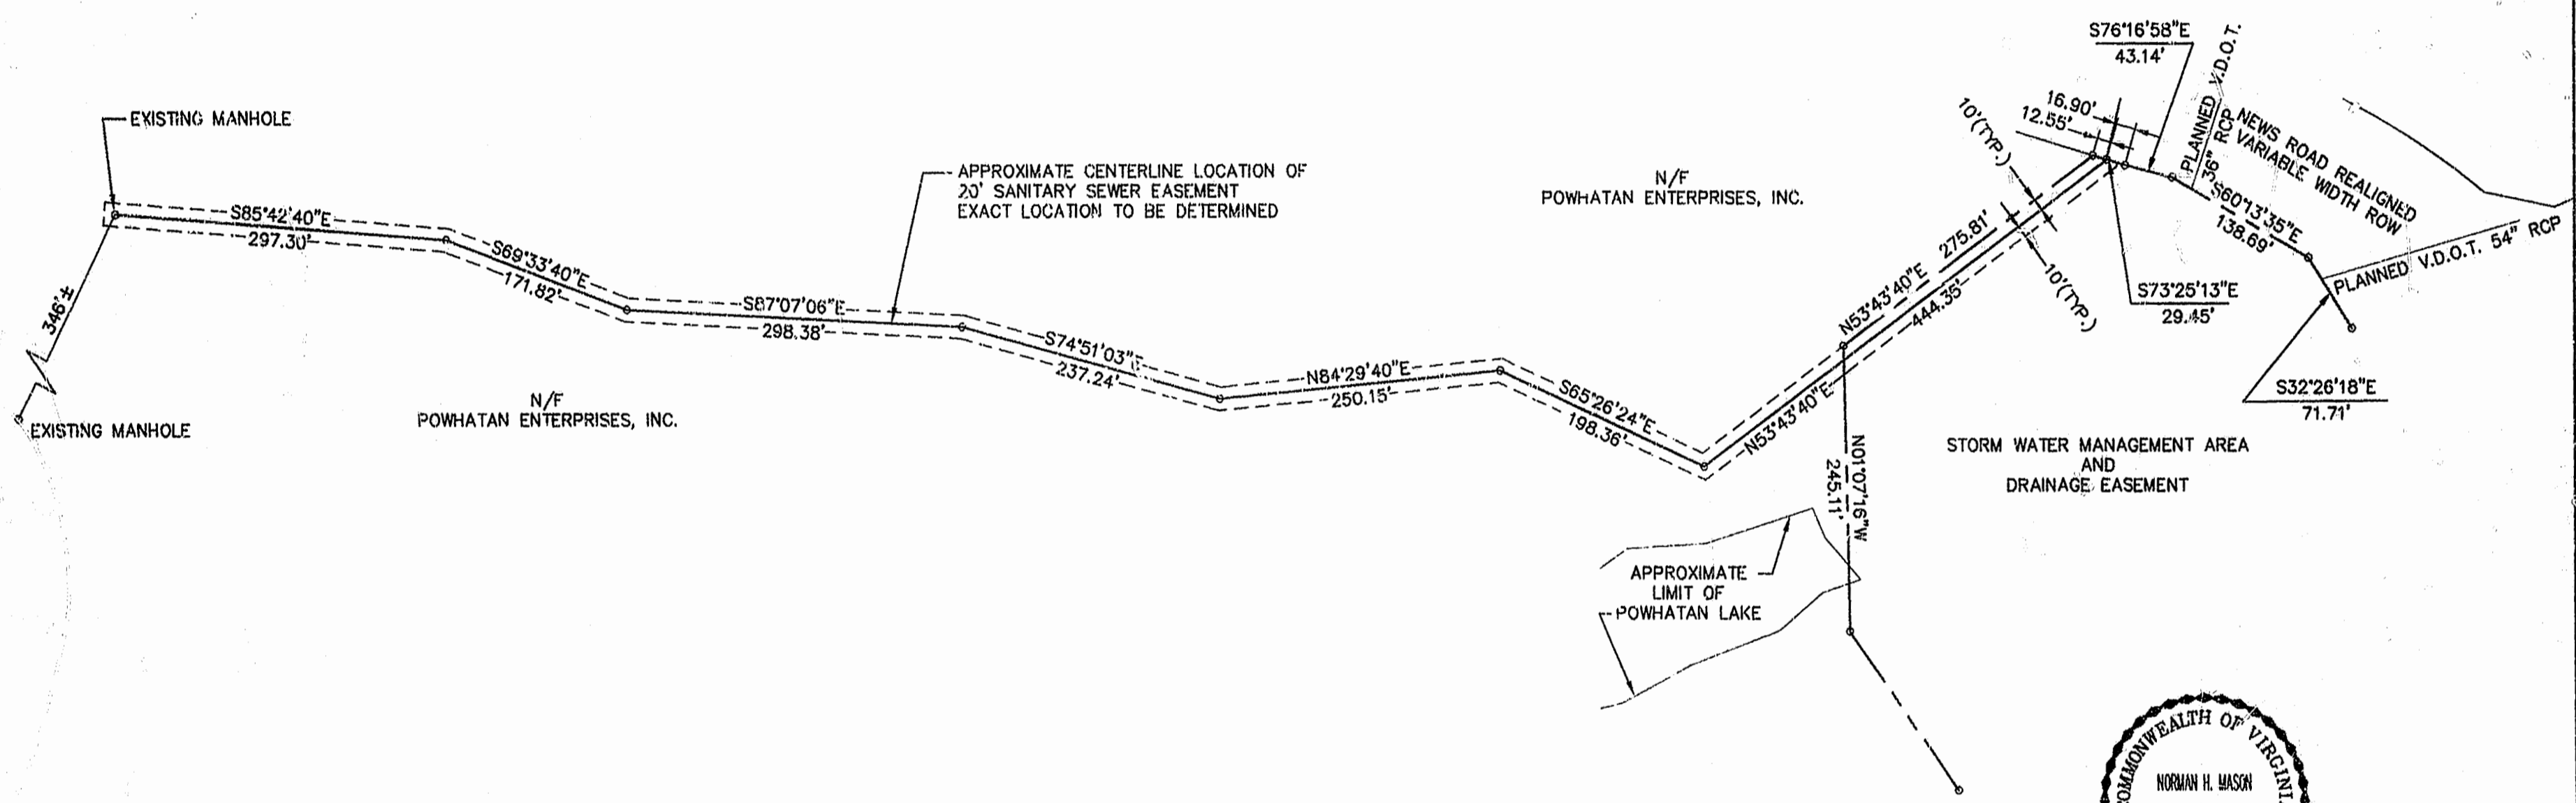 EXISTING MANHOLE
S85°42'40"E
297.30'
346'±
EXISTING MANHOLE
S69°33'40"E
171.82'
N/F
POWHATAN ENTERPRISES, INC.
S87°07'06"E
298.38'
APPROXIMATE CENTERLINE LOCATION OF
20' SANITARY SEWER EASEMENT
EXACT LOCATION TO BE DETERMINED
S74°51'03"E
237.24'
N84°29'40"E
250.15'
S65°26'24"E
198.36'
N/F
POWHATAN ENTERPRISES, INC.
N53°43'40"E 275.81'
N53°43'40"E
444.35'
10'(TYP.)
10'(TYP.)
16.90'
12.55'
S76°16'58"E
43.14'
PLANNED V.D.O.T.
36" RCP
NEWS ROAD REALIGNED
VARIABLE WIDTH ROW
S60°13'35"E
138.69'
PLANNED V.D.O.T. 54" RCP
S73°25'13"E
29.45'
S32°26'18"E
71.71'
N01°07'16"W
245.11'
STORM WATER MANAGEMENT AREA
AND
DRAINAGE EASEMENT
APPROXIMATE
LIMIT OF
POWHATAN LAKE
COMMONWEALTH OF VIRGINI
NORMAN H. MASON